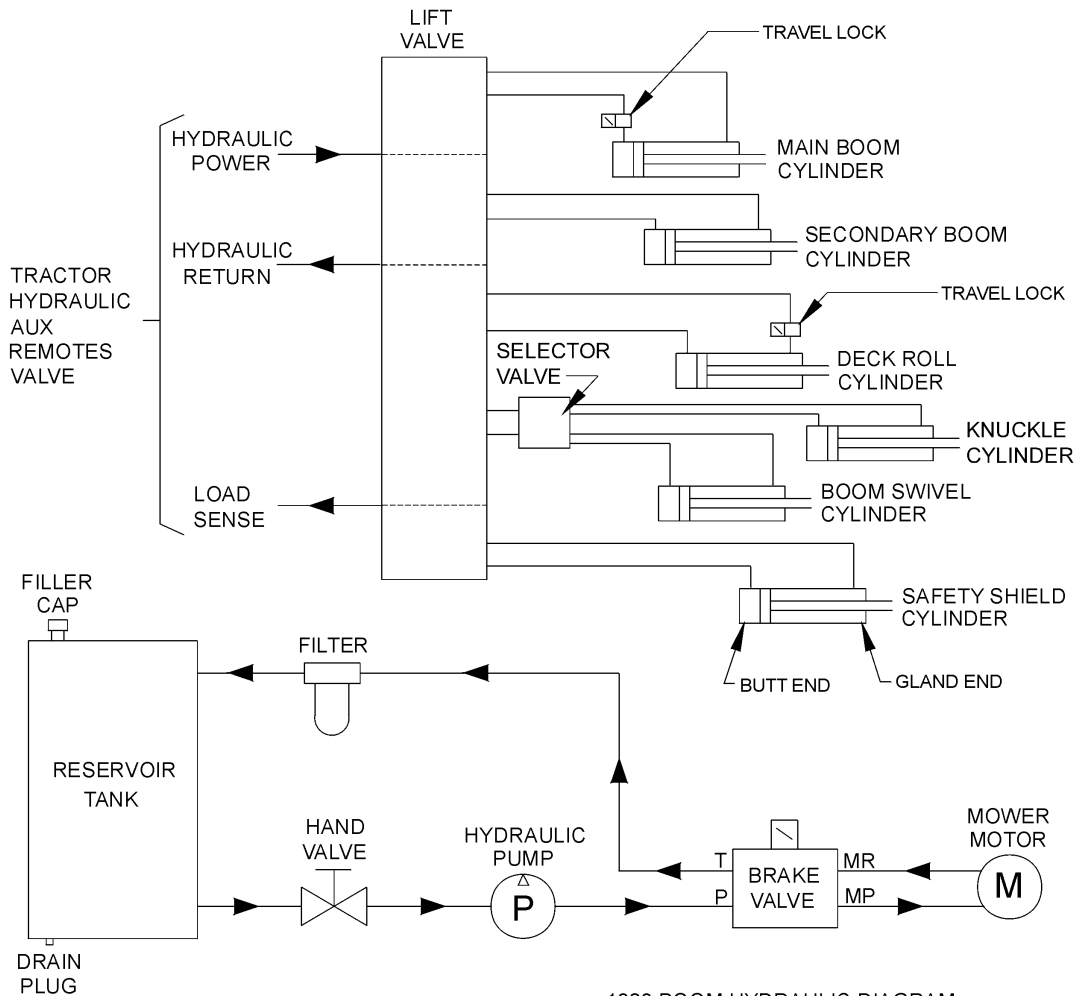 LIFT
VALVE
TRAVEL LOCK
HYDRAULIC
POWER
MAIN BOOM
CYLINDER
HYDRAULIC
RETURN
SECONDARY BOOM
CYLINDER
TRACTOR
HYDRAULIC
AUX
REMOTES
VALVE
TRAVEL LOCK
SELECTOR
VALVE
DECK ROLL
CYLINDER
KNUCKLE
CYLINDER
LOAD
SENSE
BOOM SWIVEL
CYLINDER
SAFETY SHIELD
CYLINDER
BUTT END
GLAND END
FILLER
CAP
FILTER
RESERVOIR
TANK
HAND
VALVE
HYDRAULIC
PUMP
P
T
P
BRAKE
VALVE
MR
MP
MOWER
MOTOR
M
DRAIN
PLUG
BOOM HYDRAULIC DIAGRAM